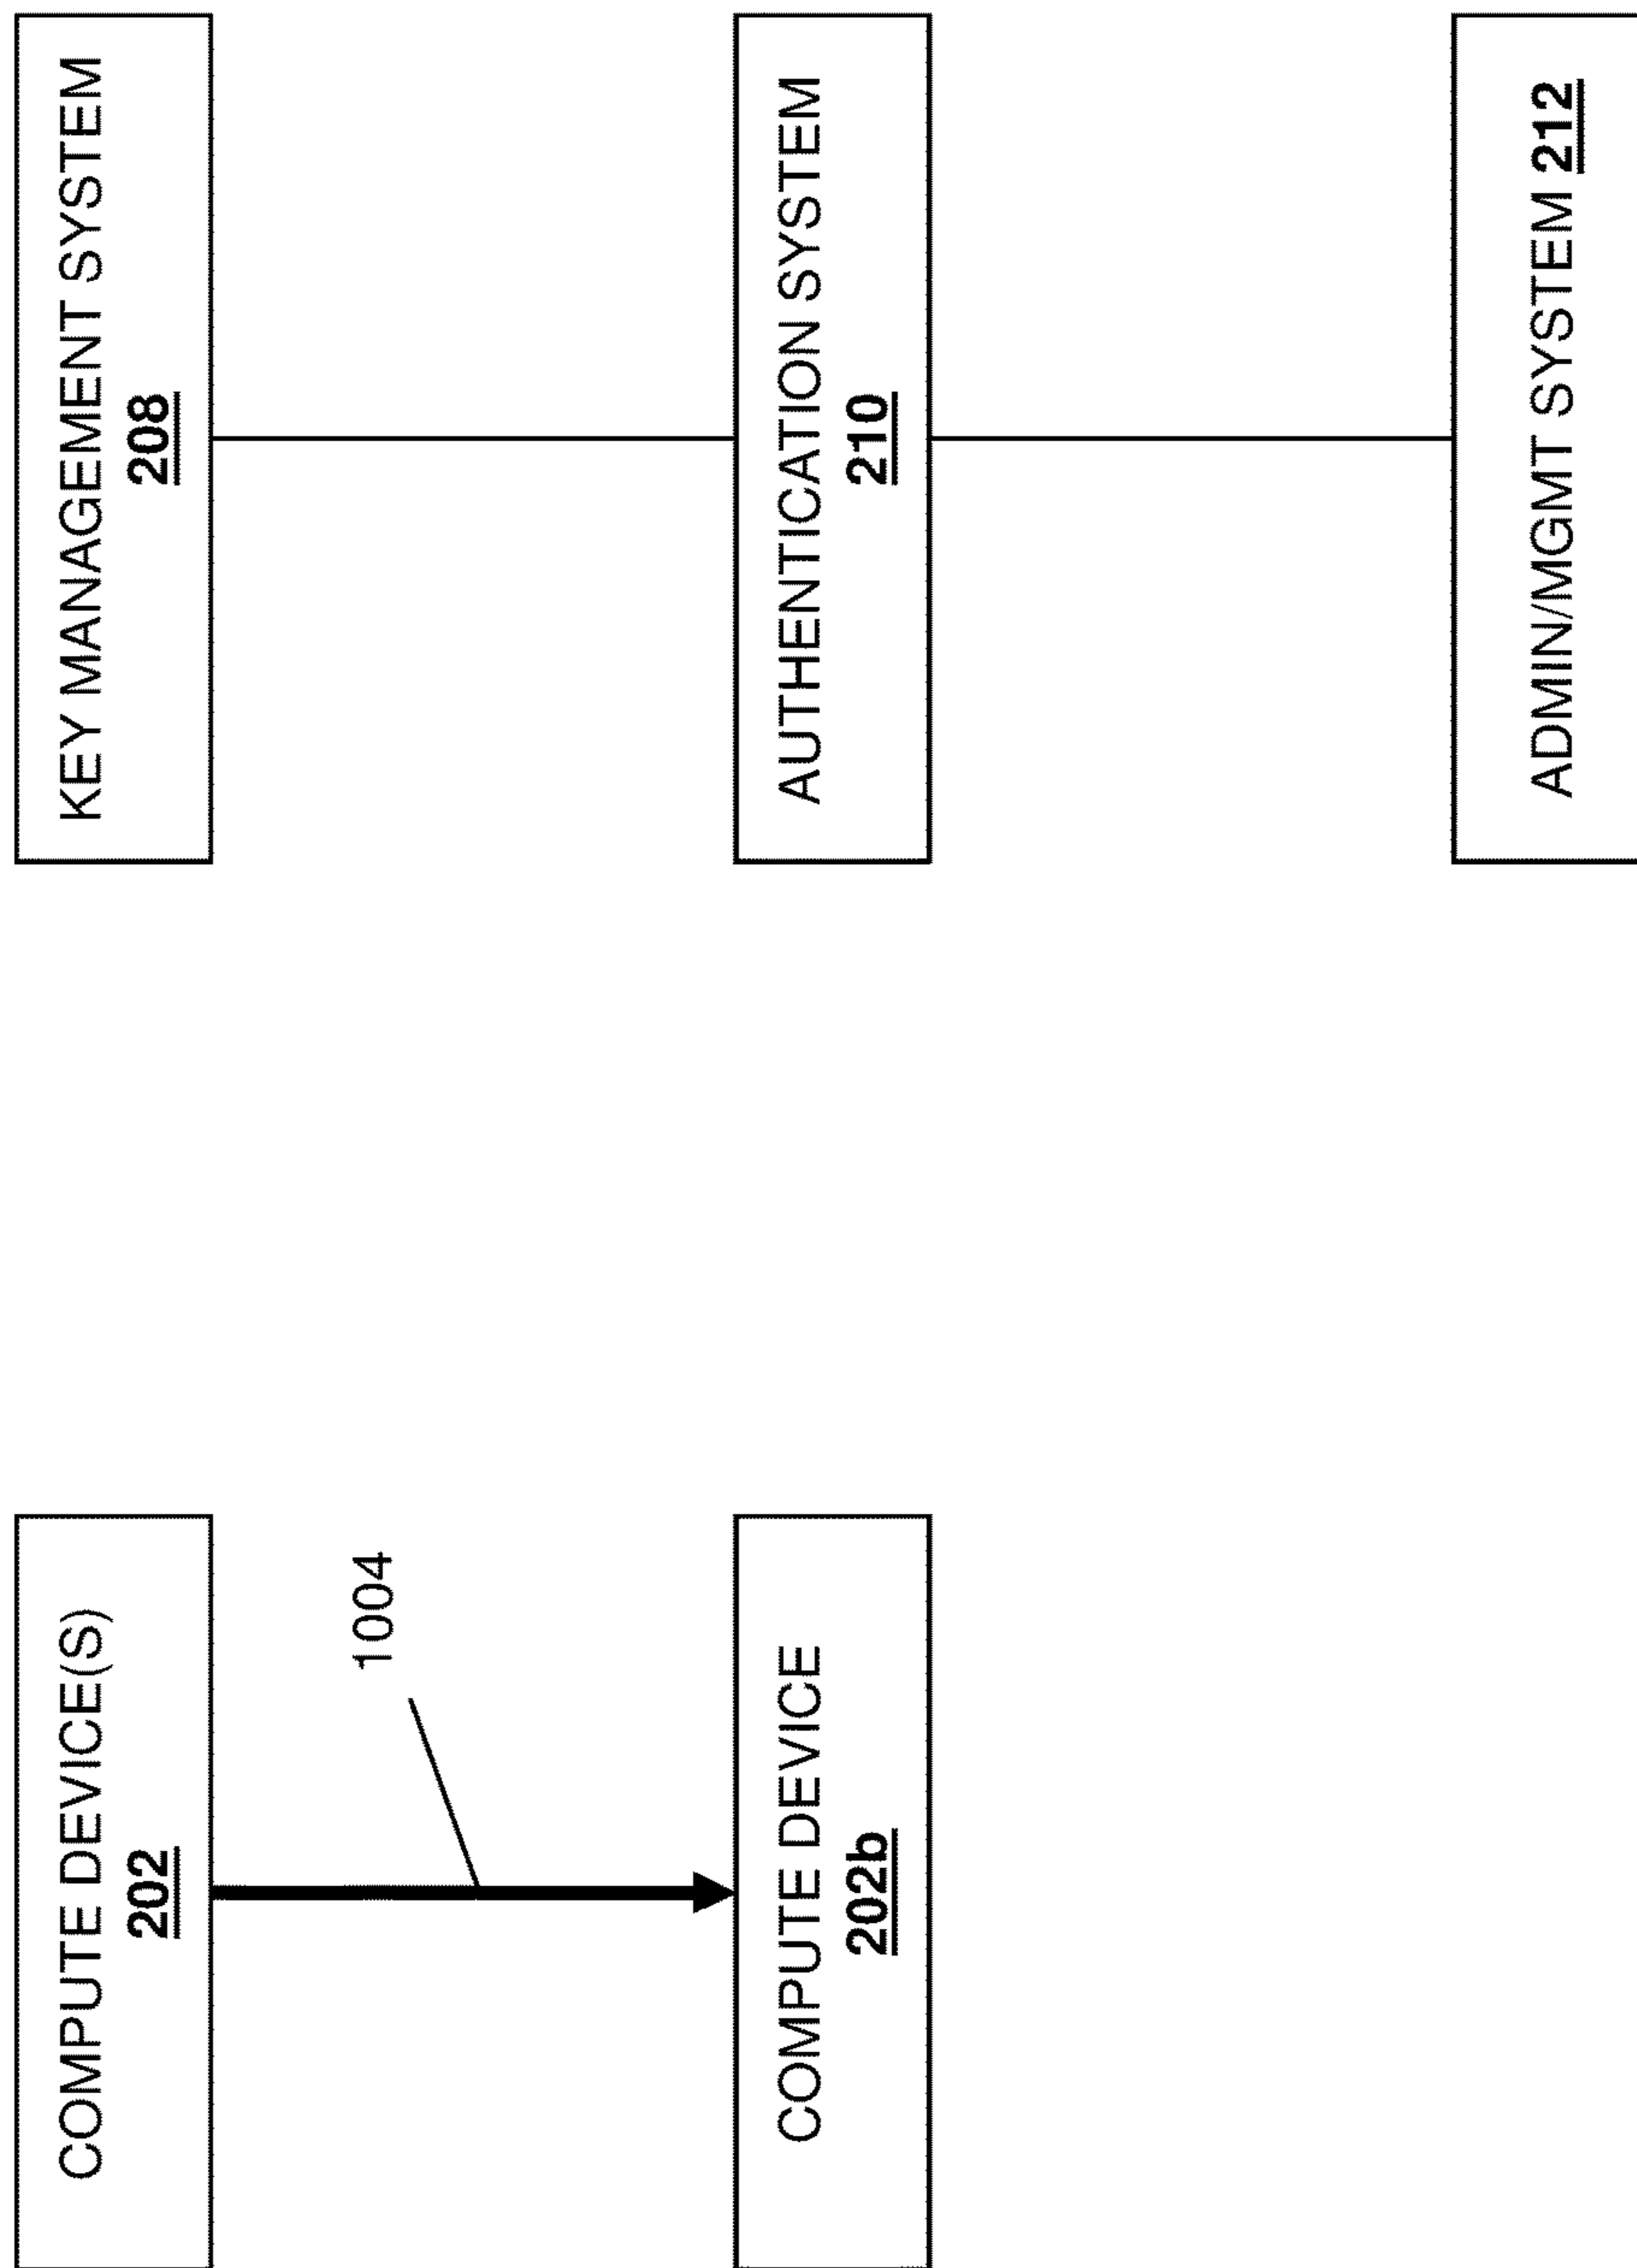 COMPUTE DEVICE(S)
202
KEY MANAGEMENT SYSTEM
208
1004
COMPUTE DEVICE
202b
AUTHENTICATION SYSTEM
210
ADMIN/MGMT SYSTEM 212